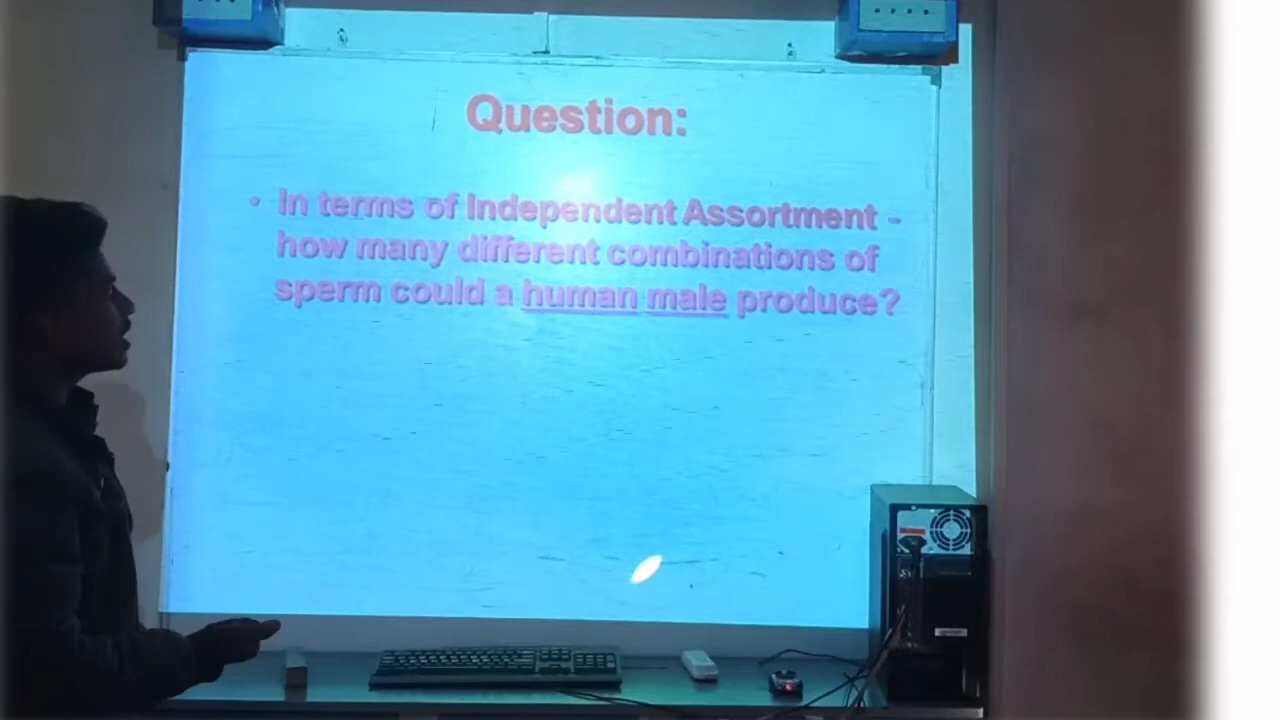 Question:
• In terms of Independent Assortment -
how many different combinations of
sperm could a human male produce?